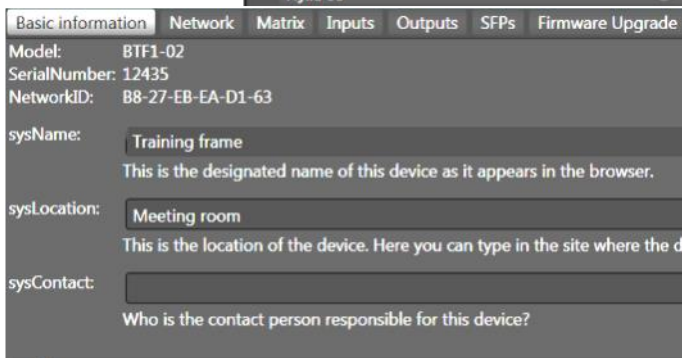 Basic information Network Matrix Inputs Outputs SFPs Firmware Upgrade
Model: BTF1-02
SerialNumber: 12435
NetworkID: B8-27-EB-EA-D1-63
sysName: Training frame
This is the designated name of this device as it appears in the browser.
sysLocation: Meeting room
This is the location of the device. Here you can type in the site where the d
sysContact:
Who is the contact person responsible for this device?